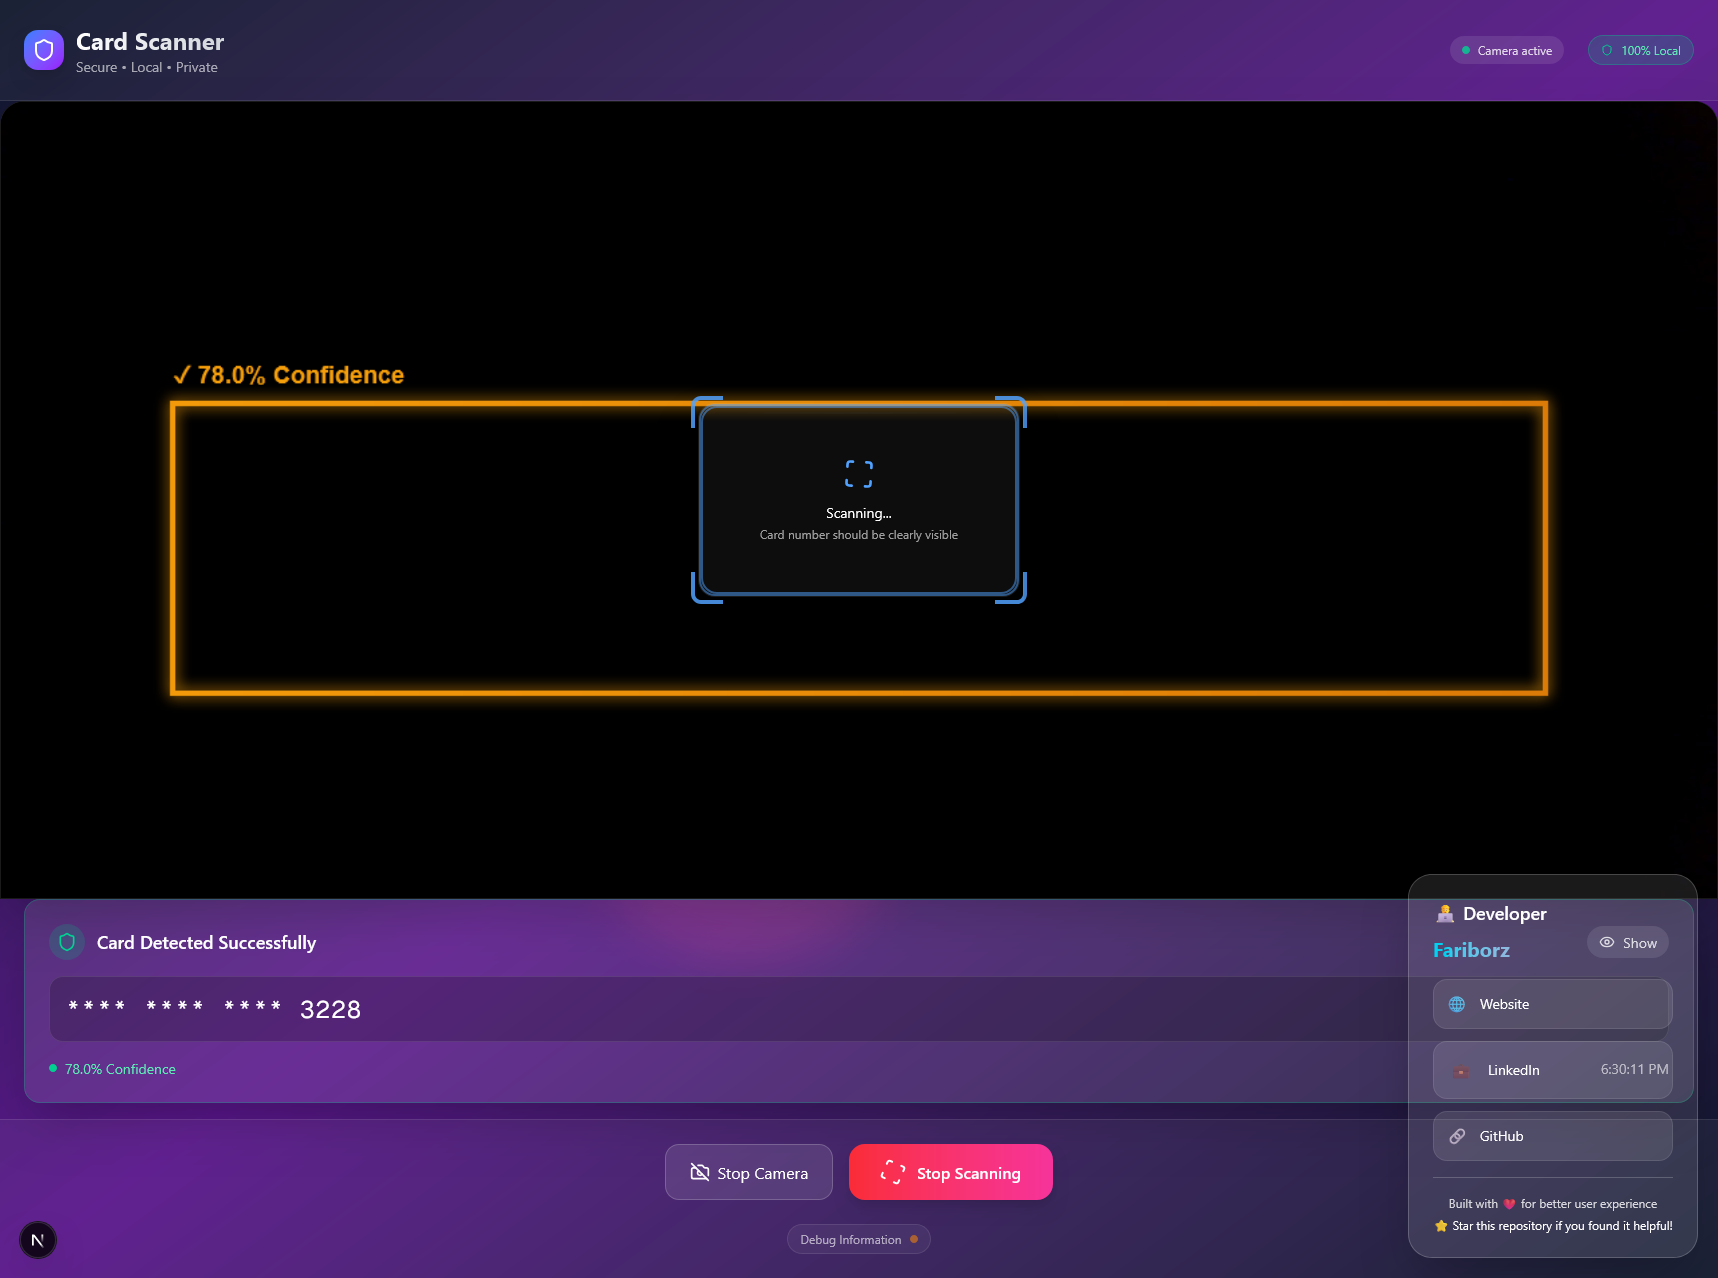 Card Scanner
Secure • Local • Private
Camera active
100% Local
✓ 78.0% Confidence
Scanning...
Card number should be clearly visible
Card Detected Successfully
**** **** **** 3228
78.0% Confidence
6:30:11 PM
Developer
Fariborz
Show
Website
LinkedIn
GitHub
Built with ❤️ for better user experience
⭐ Star this repository if you found it helpful!
Stop Camera
Stop Scanning
Debug Information
N